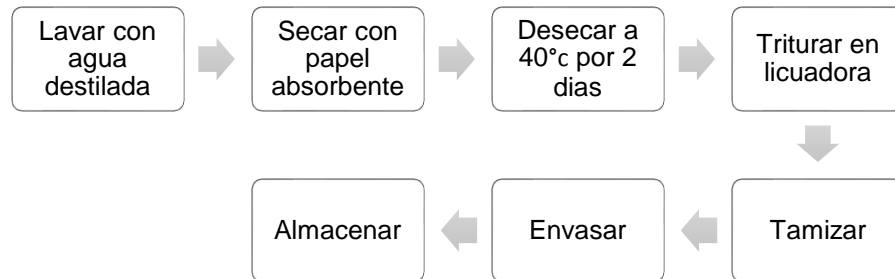 Lavar con
agua
destilada
Secar con
papel
absorbente
Desecar a
40°c por 2
dias
Triturar en
licuadora
Tamizar
Envasar
Almacenar